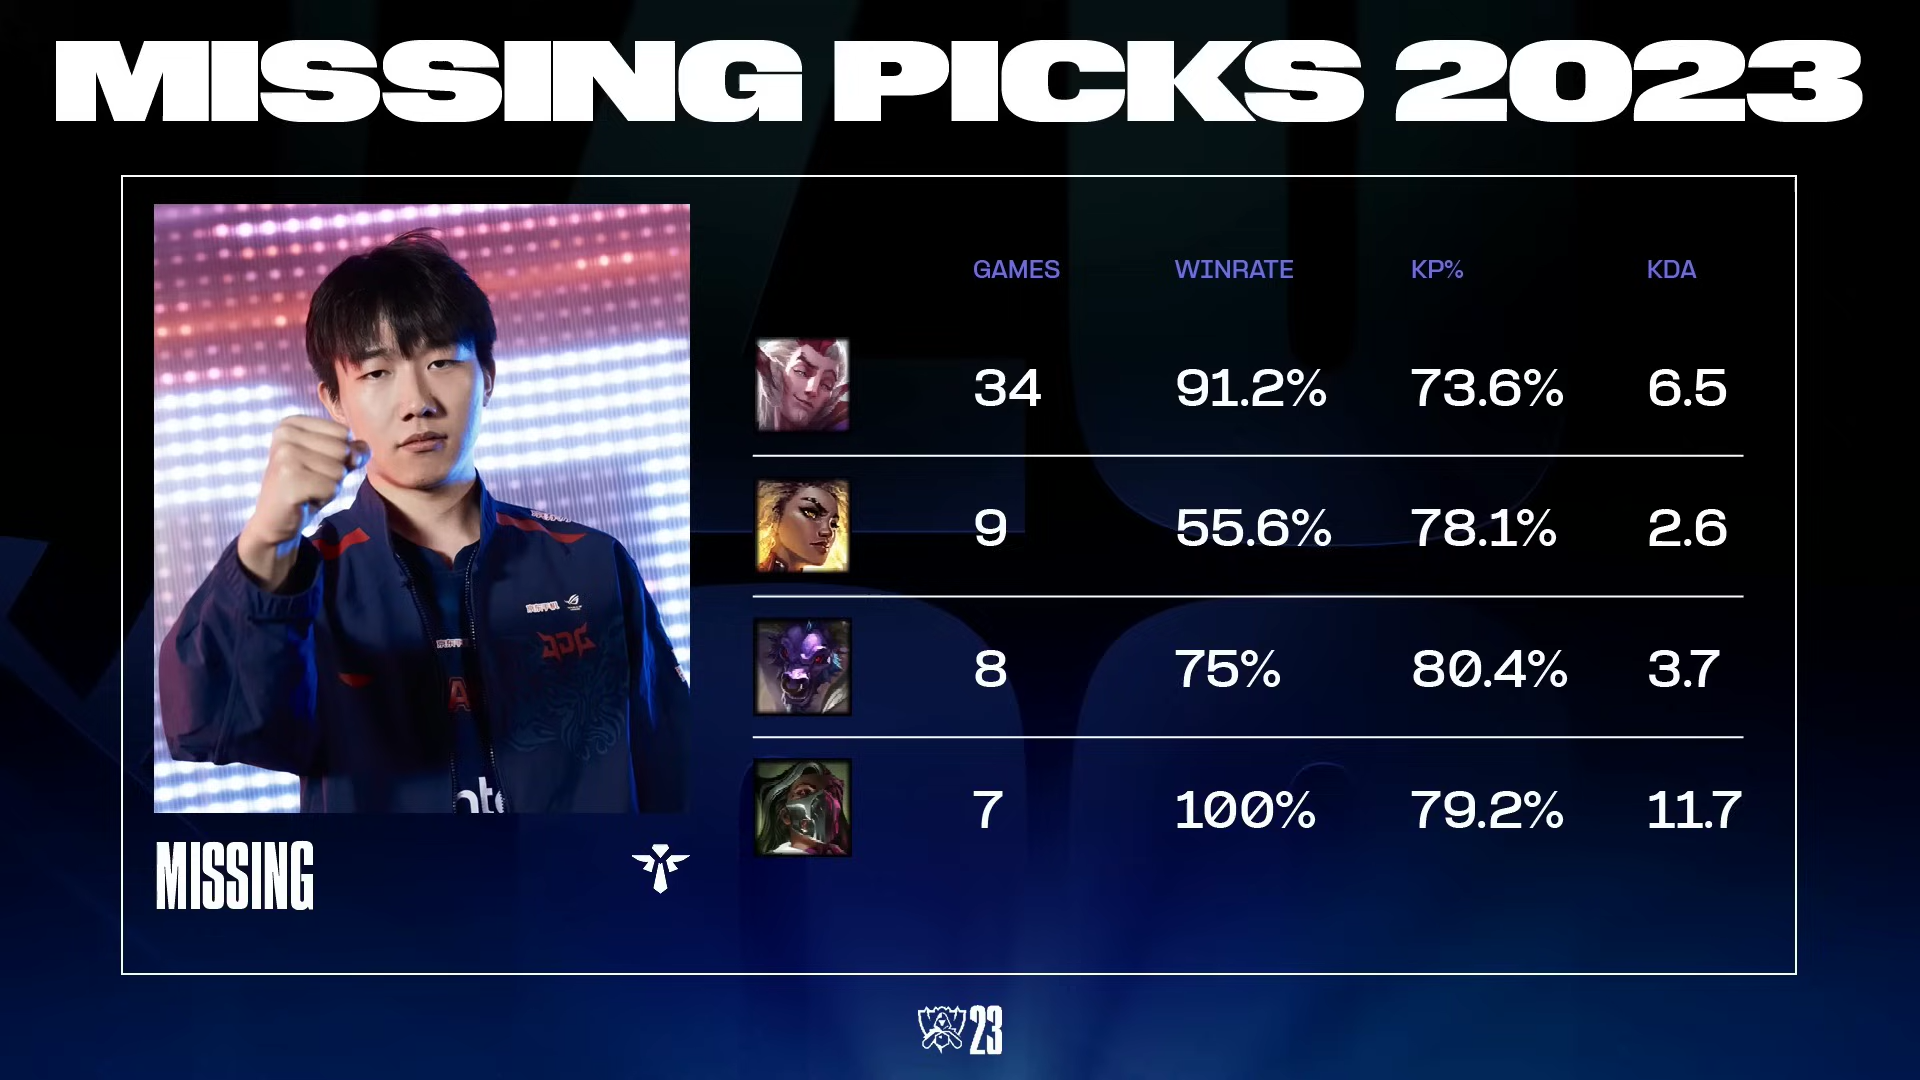 MISSING PICKS 2023
GAMES WINRATE KP% KDA
34 91.2% 73.6% 6.5
9 55.6% 78.1% 2.6
8 75% 80.4% 3.7
7 100% 79.2% 11.7
JDG
MISSING
23